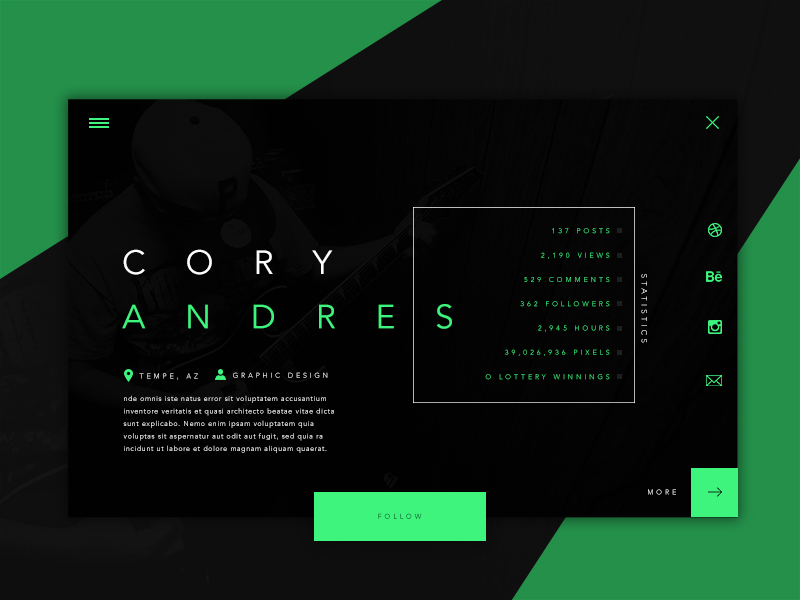 CORY
ANDRES
TEMPE, AZ GRAPHIC DESIGN
nde omnis iste natus error sit voluptatem accusantium
inventore veritatis et quasi architecto beatae vitae dicta
sunt explicabo. Nemo enim ipsam voluptatem quia
voluptas sit aspernatur aut odit aut fugit, sed quia ra
incidunt ut labore et dolore magnam aliquam quaerat.
137 POSTS
2,190 VIEWS
529 COMMENTS
362 FOLLOWERS
2,945 HOURS
39,026,936 PIXELS
0 LOTTERY WINNINGS
STATISTICS
Bē
MORE
FOLLOW